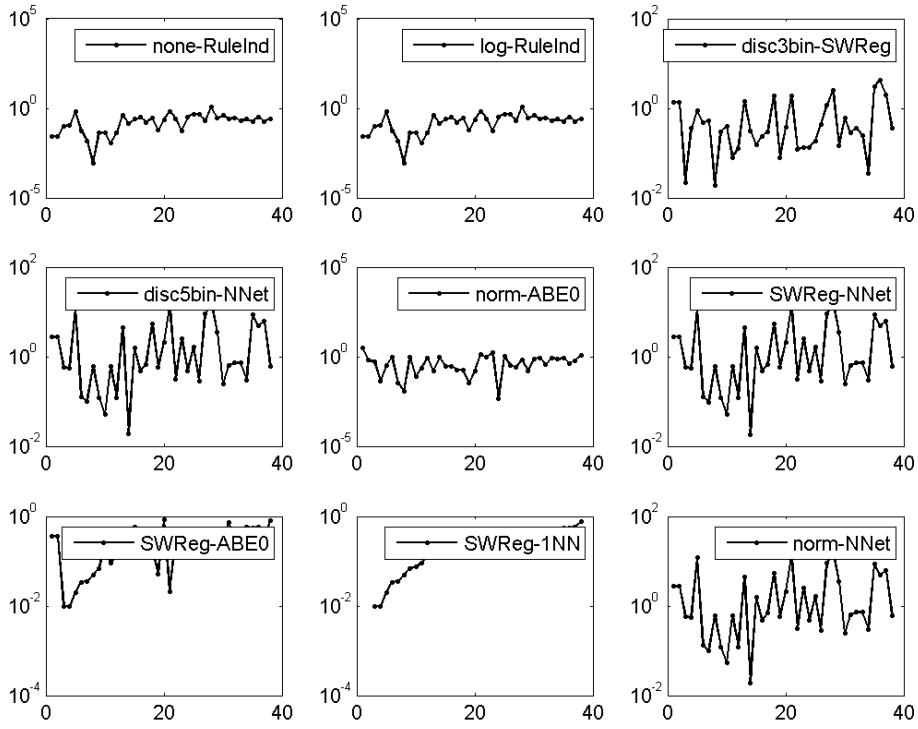 10^5
none-RuleInd
10^0
10^-5
0 20 40
10^5
log-RuleInd
10^0
10^-5
0 20 40
10^2
disc3bin-SWReg
10^0
10^-2
0 20 40
10^2
disc5bin-NNet
10^0
10^-2
0 20 40
10^5
norm-ABE0
10^0
10^-5
0 20 40
10^2
SWReg-NNet
10^0
10^-2
0 20 40
10^0
SWReg-ABE0
10^-2
10^-4
0 20 40
10^0
SWReg-1NN
10^-2
10^-4
0 20 40
10^2
norm-NNet
10^0
10^-2
0 20 40